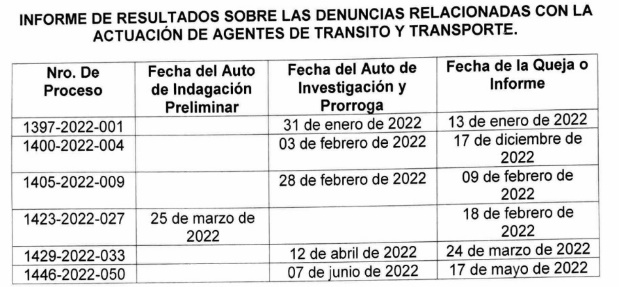 INFORME DE RESULTADOS SOBRE LAS DENUNCIAS RELACIONADAS CON LA
ACTUACIÓN DE AGENTES DE TRANSITO Y TRANSPORTE.
Nro. De Proceso | Fecha del Auto de Indagación Preliminar | Fecha del Auto de Investigación y Prorroga | Fecha de la Queja o Informe
1397-2022-001 | | 31 de enero de 2022 | 13 de enero de 2022
1400-2022-004 | | 03 de febrero de 2022 | 17 de diciembre de 2022
1405-2022-009 | | 28 de febrero de 2022 | 09 de febrero de 2022
1423-2022-027 | 25 de marzo de 2022 | | 18 de febrero de 2022
1429-2022-033 | | 12 de abril de 2022 | 24 de marzo de 2022
1446-2022-050 | | 07 de junio de 2022 | 17 de mayo de 2022